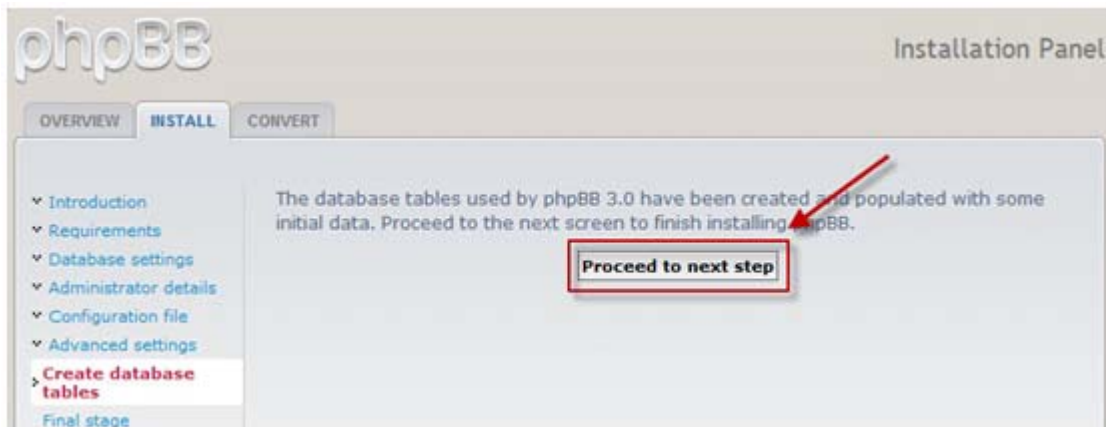 phpBB
Installation Panel
OVERVIEW
INSTALL
CONVERT
Introduction
Requirements
Database settings
Administrator details
Configuration file
Advanced settings
Create database
tables
Final stage
The database tables used by phpBB 3.0 have been created and populated with some
initial data. Proceed to the next screen to finish installing phpBB.
Proceed to next step